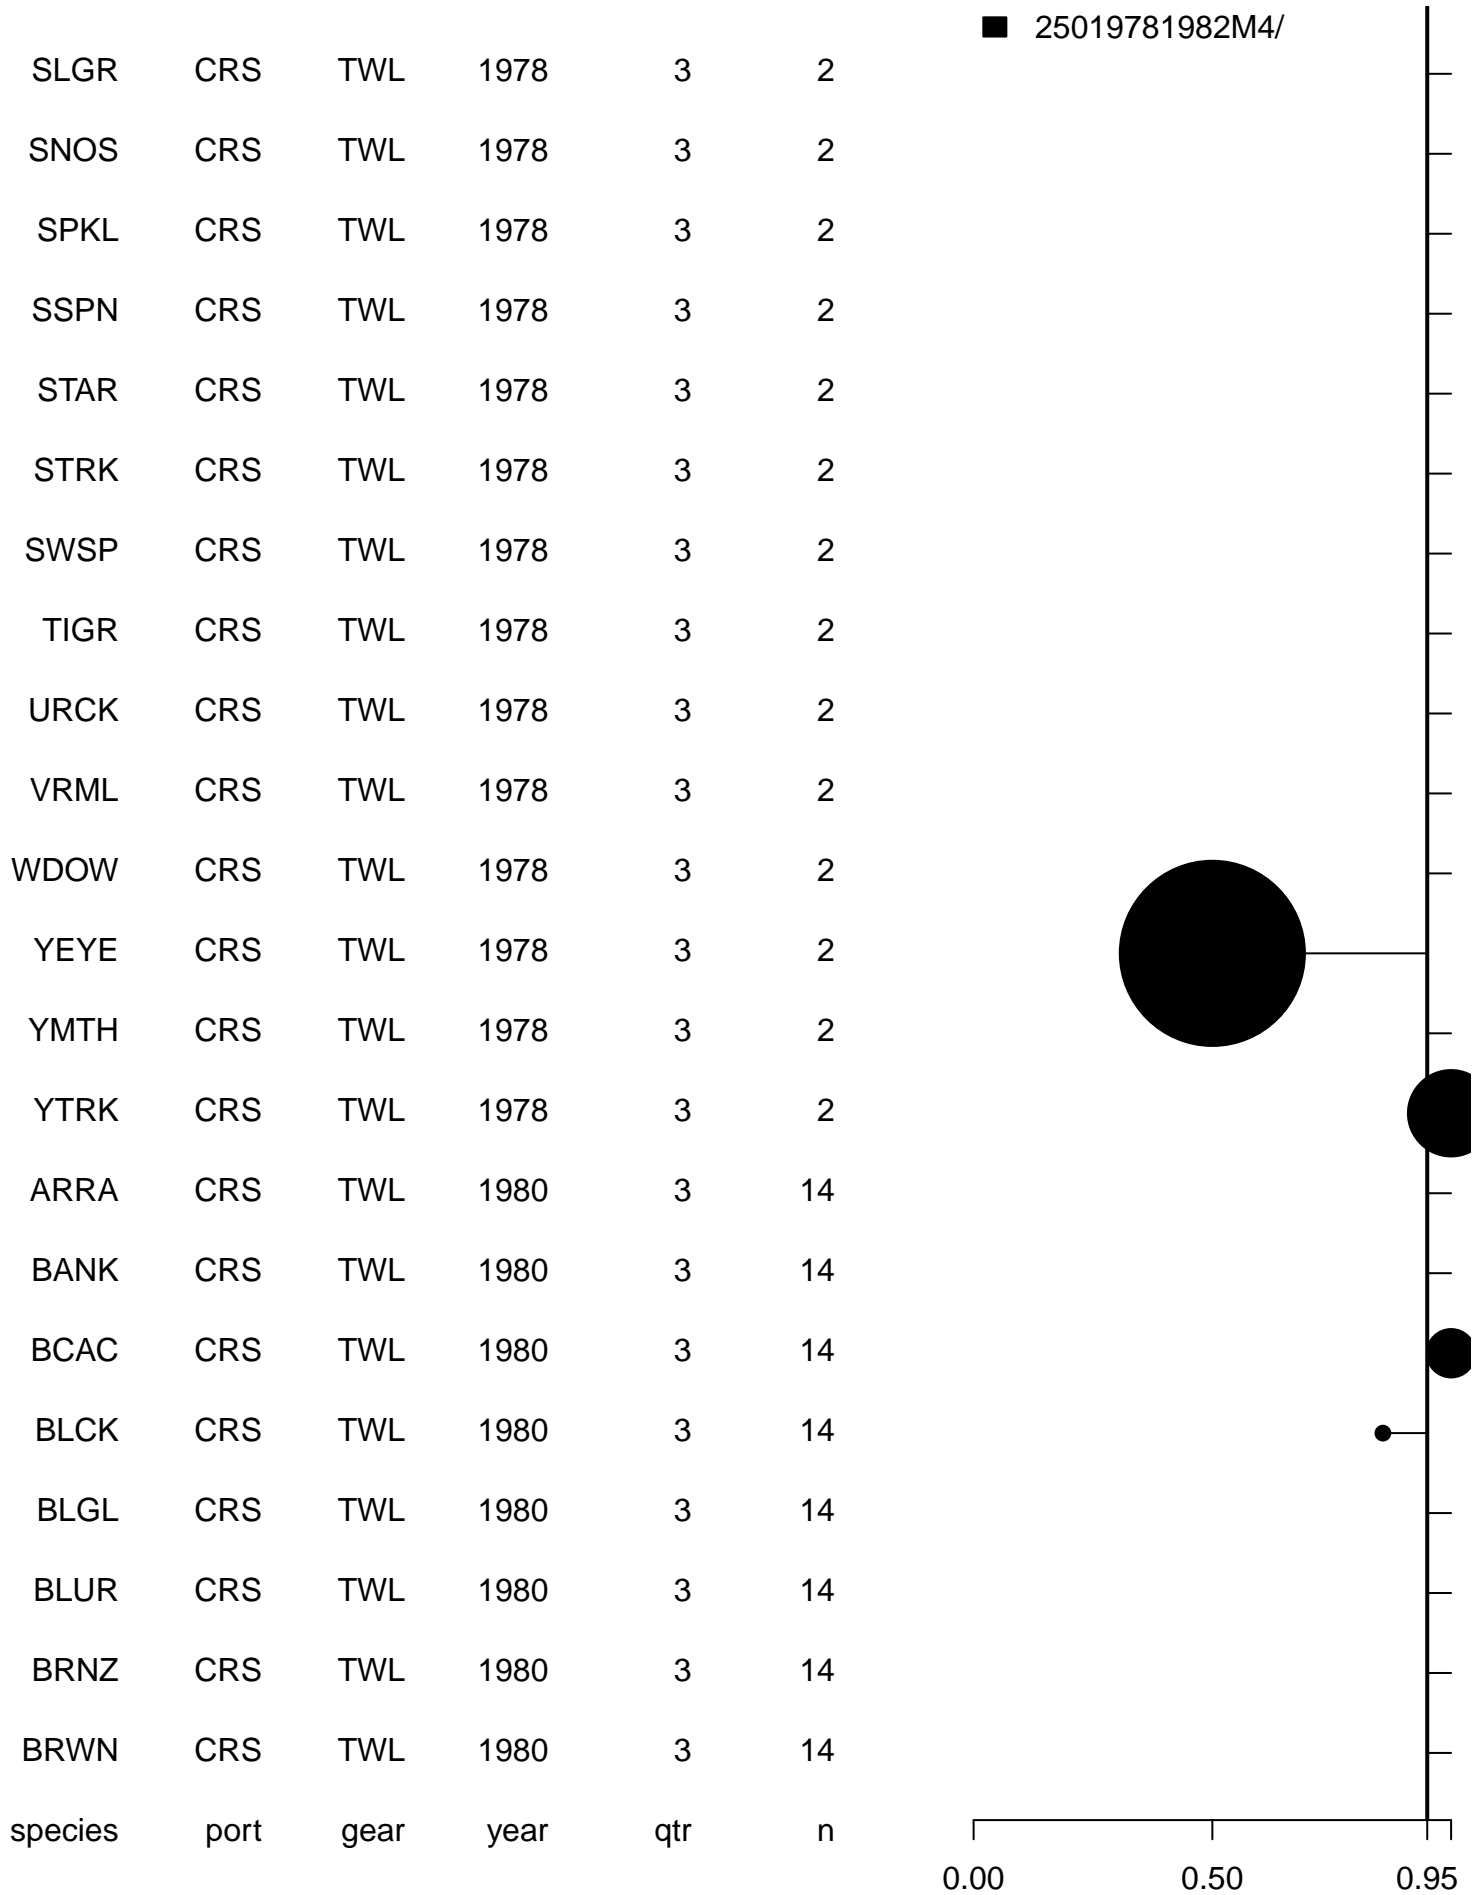 25019781982M4/
SLGR CRS TWL 1978 3 2
SNOS CRS TWL 1978 3 2
SPKL CRS TWL 1978 3 2
SSPN CRS TWL 1978 3 2
STAR CRS TWL 1978 3 2
STRK CRS TWL 1978 3 2
SWSP CRS TWL 1978 3 2
TIGR CRS TWL 1978 3 2
URCK CRS TWL 1978 3 2
VRML CRS TWL 1978 3 2
WDOW CRS TWL 1978 3 2
YEYE CRS TWL 1978 3 2
YMTH CRS TWL 1978 3 2
YTRK CRS TWL 1978 3 2
ARRA CRS TWL 1980 3 14
BANK CRS TWL 1980 3 14
BCAC CRS TWL 1980 3 14
BLCK CRS TWL 1980 3 14
BLGL CRS TWL 1980 3 14
BLUR CRS TWL 1980 3 14
BRNZ CRS TWL 1980 3 14
BRWN CRS TWL 1980 3 14
species port gear year qtr n
0.00 0.50 0.95